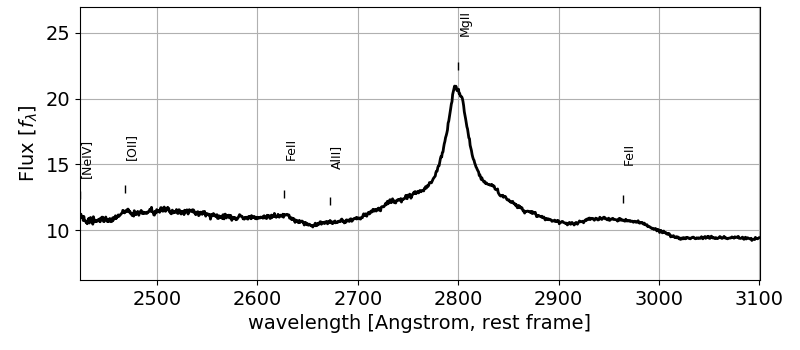 MgII
[NeIV]
[OII]
FeII
AlII]
FeII
25
20
15
10
Flux [fλ]
2500 2600 2700 2800 2900 3000 3100
wavelength [Angstrom, rest frame]